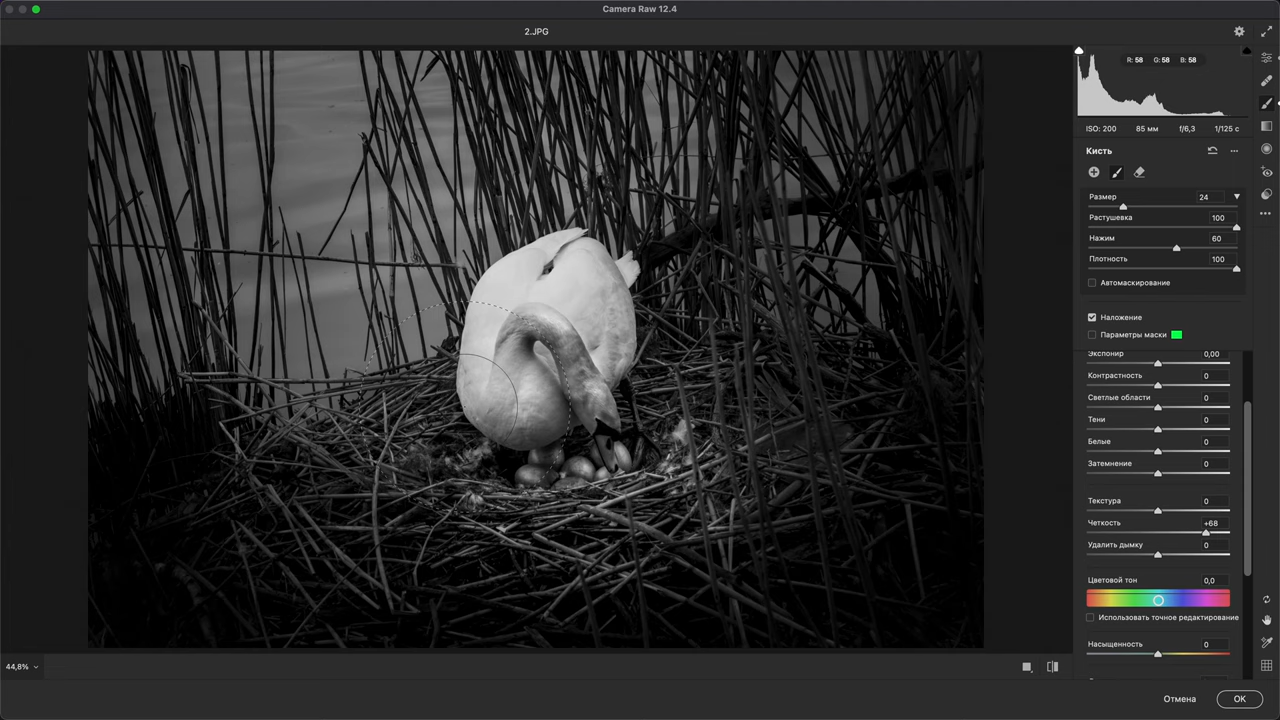 Camera Raw 12.4
2.JPG
R: 58 G: 58 B: 58
ISO: 200 85 мм f/6,3 1/125 с
Кисть
Размер 24
Растушевка 100
Нажим 60
Плотность 100
Автомаскирование
Наложение
Параметры маски
Экспонир 0,00
Контрастность 0
Светлые области 0
Тени 0
Белые 0
Затемнение 0
Текстура 0
Четкость +68
Удалить дымку 0
Цветовой тон 0,0
Использовать точное редактирование
Насыщенность 0
44,8%
Отмена OK